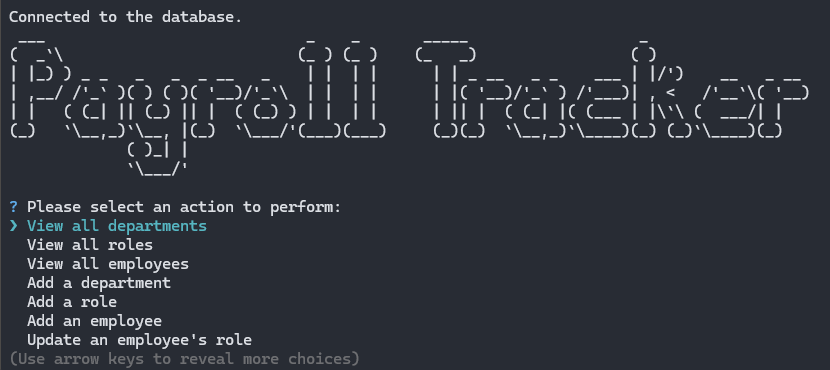 Connected to the database.
Payroll Tracker
? Please select an action to perform:
❯ View all departments
View all roles
View all employees
Add a department
Add a role
Add an employee
Update an employee's role
(Use arrow keys to reveal more choices)